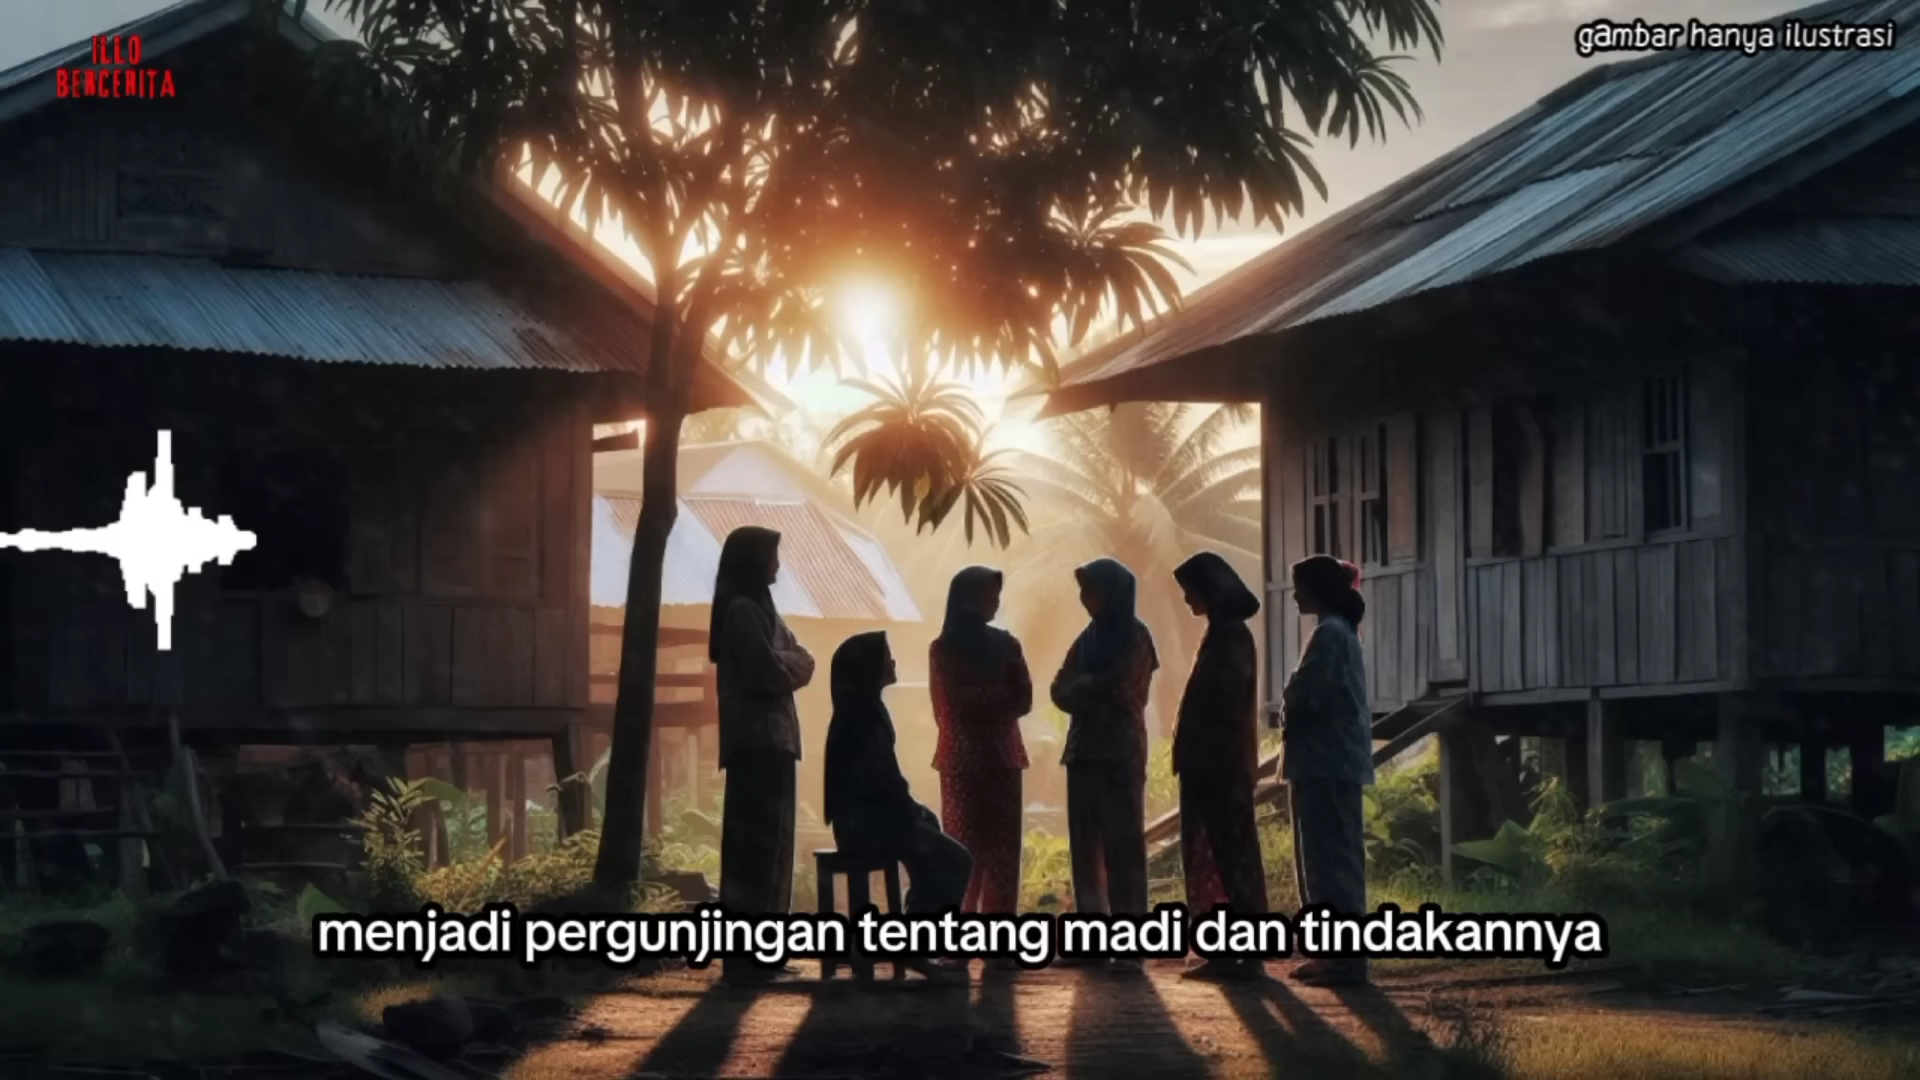 ILLO
BERCERITA
gambar hanya ilustrasi
menjadi pergunjingan tentang madi dan tindakannya